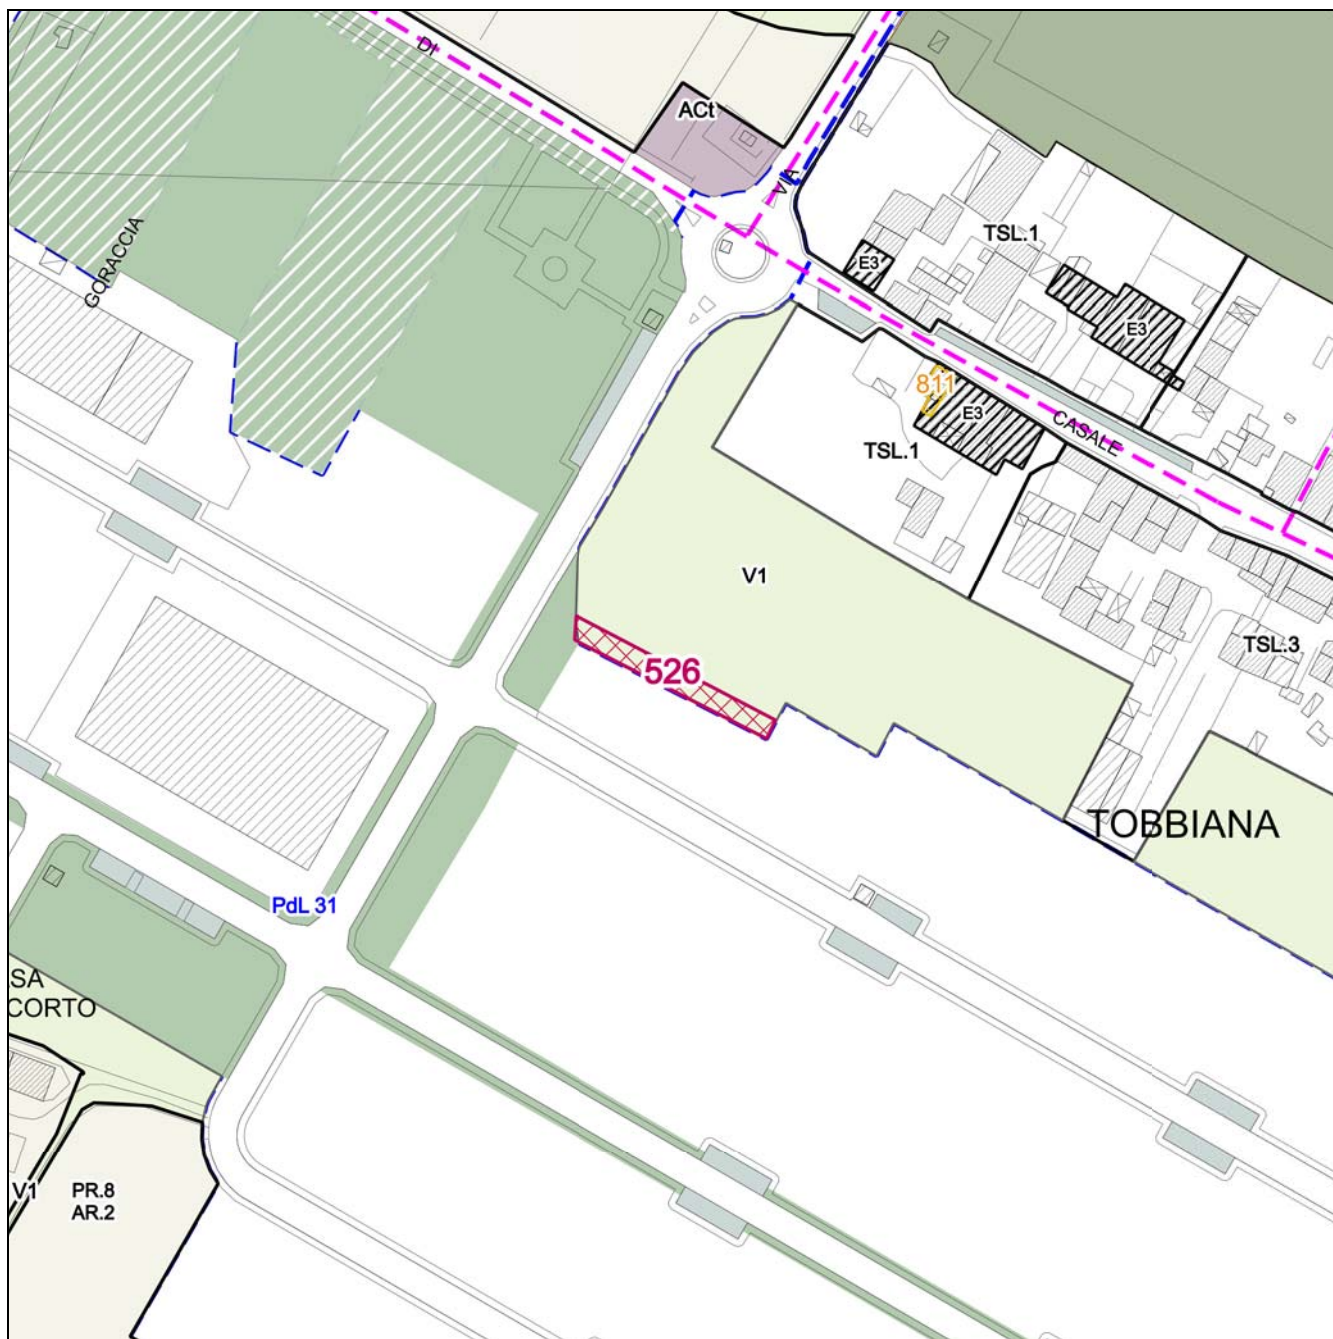 DI
ACt
VIA
GORACCIA
TSL.1
E3
E3
811
E3
CASALE
TSL.1
V1
526
TSL.3
TOBBIANA
PdL 31
SA
CORTO
V1
PR.8
AR.2